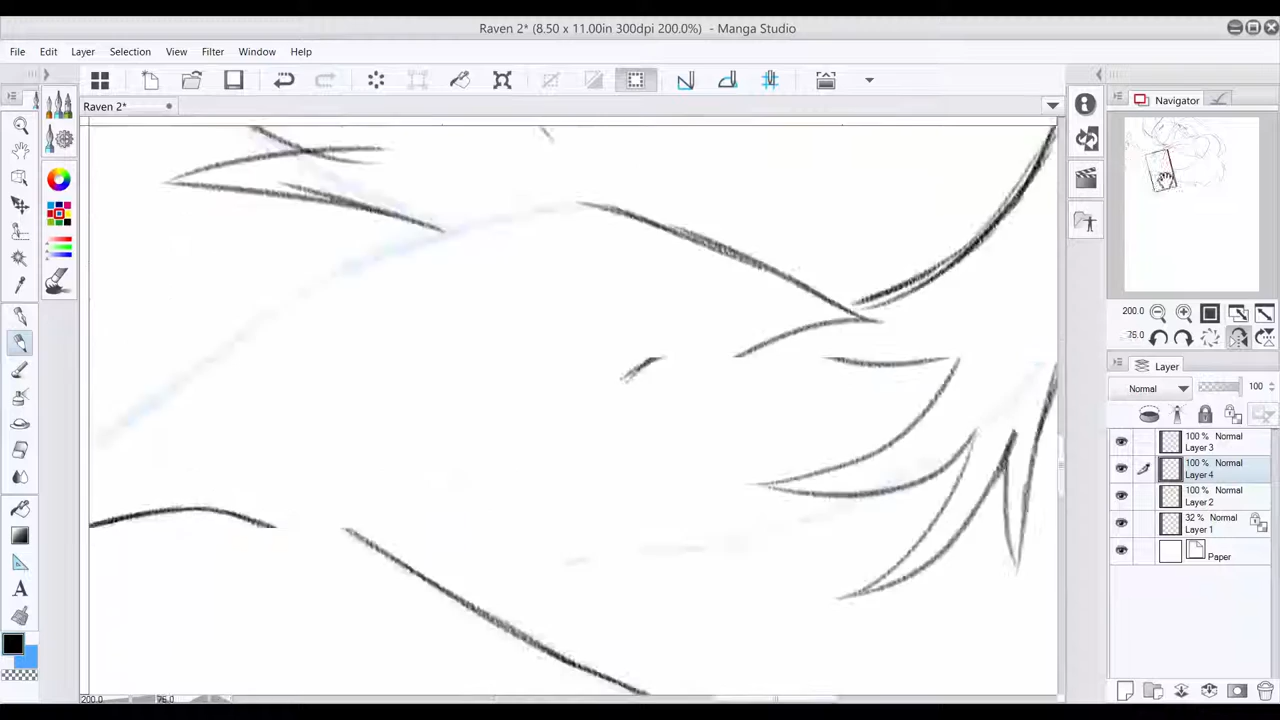 Raven 2* (8.50 x 11.00in 300dpi 200.0%) - Manga Studio
File Edit Layer Selection View Filter Window Help
Raven 2*
Navigator
200.0
Layer
Normal 100
100 % Normal
Layer 3
100 % Normal
Layer 4
100 % Normal
Layer 2
32 % Normal
Layer 1
Paper
A
200.0